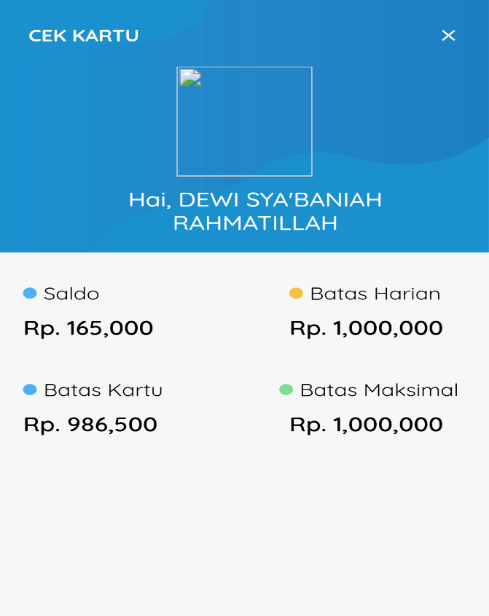 CEK KARTU
Hai, DEWI SYA'BANIAH
RAHMATILLAH
Saldo
Rp. 165,000
Batas Harian
Rp. 1,000,000
Batas Kartu
Rp. 986,500
Batas Maksimal
Rp. 1,000,000